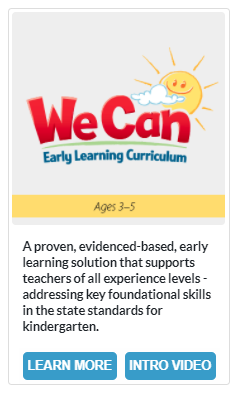 We Can
Early Learning Curriculum
Ages 3–5
A proven, evidenced-based, early
learning solution that supports
teachers of all experience levels -
addressing key foundational skills
in the state standards for
kindergarten.
LEARN MORE
INTRO VIDEO